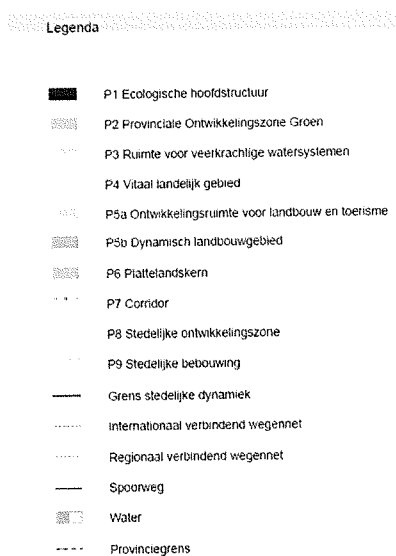 Legenda
P1 Ecologische hoofdstructuur
P2 Provinciale Ontwikkelingszone Groen
P3 Ruimte voor veerkrachtige watersystemen
P4 Vitaal landelijk gebied
P5a Ontwikkelingsruimte voor landbouw en toerisme
P5b Dynamisch landbouwgebied
P6 Plattelandskern
P7 Corridor
P8 Stedelijke ontwikkelingszone
P9 Stedelijke bebouwing
Grens stedelijke dynamiek
Internationaal verbindend wegennet
Regionaal verbindend wegennet
Spoorweg
Water
Provinciegrens